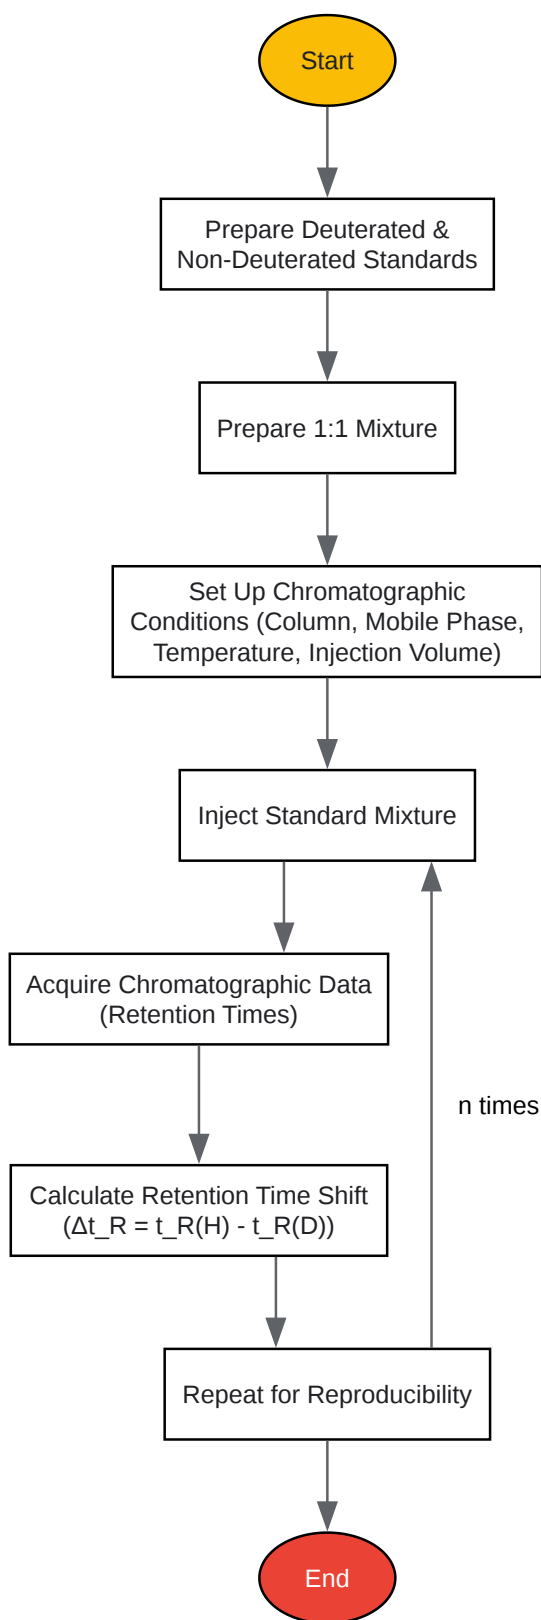 Start
Prepare Deuterated &
Non-Deuterated Standards
Prepare 1:1 Mixture
Set Up Chromatographic
Conditions (Column, Mobile Phase,
Temperature, Injection Volume)
Inject Standard Mixture
Acquire Chromatographic Data
(Retention Times)
n times
Calculate Retention Time Shift
(Δt_R = t_R(H) - t_R(D))
Repeat for Reproducibility
End